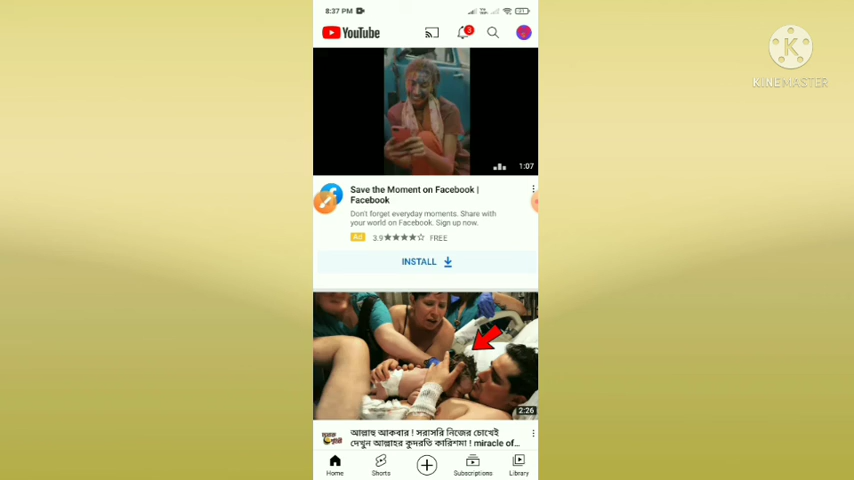 8:37 PM
21
YouTube
3
1:07
Save the Moment on Facebook |
Facebook
Don't forget everyday moments. Share with
your world on Facebook. Sign up now.
Ad 3.9★★★★☆ FREE
INSTALL
2:26
আল্লাহু আকবার ! সরাসরি নিজের চোখেই
দেখুন আল্লাহর কুদরতি কারিশমা ! miracle of...
Home Shorts Subscriptions Library
K
KINEMASTER